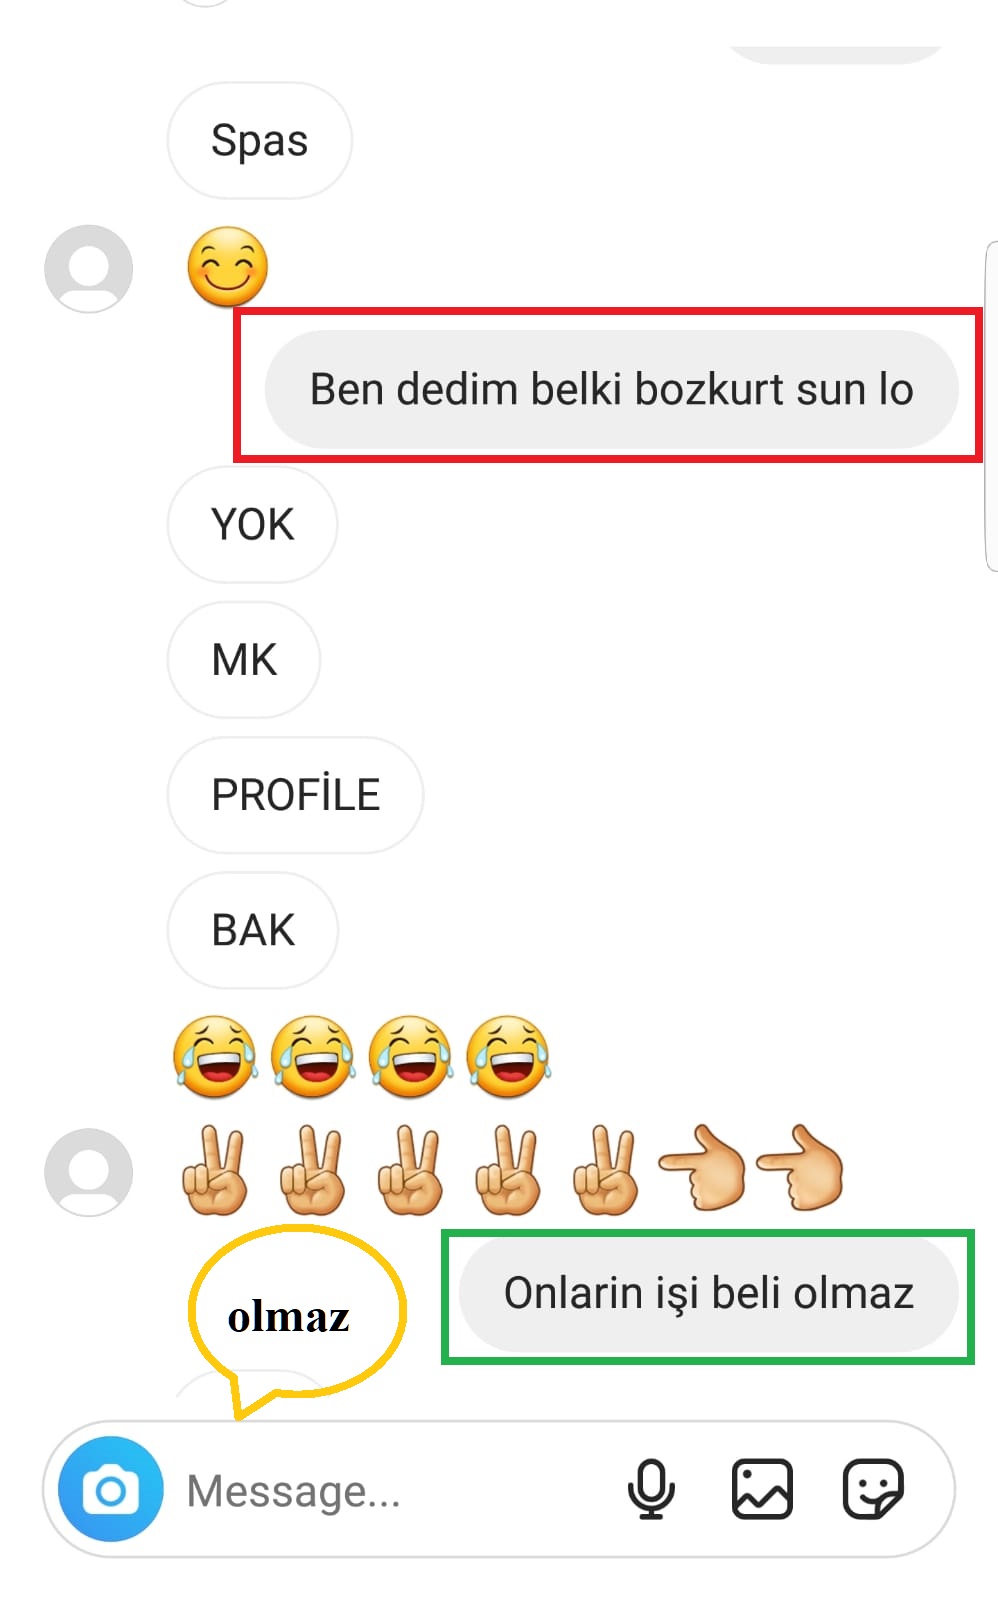 Spas
😊
Ben dedim belki bozkurt sun lo
YOK
MK
PROFİLE
BAK
😂😂😂😂
✌🏼✌🏼✌🏼✌🏼✌🏼👈🏼👈🏼
Onlarin işi beli olmaz
olmaz
Message...